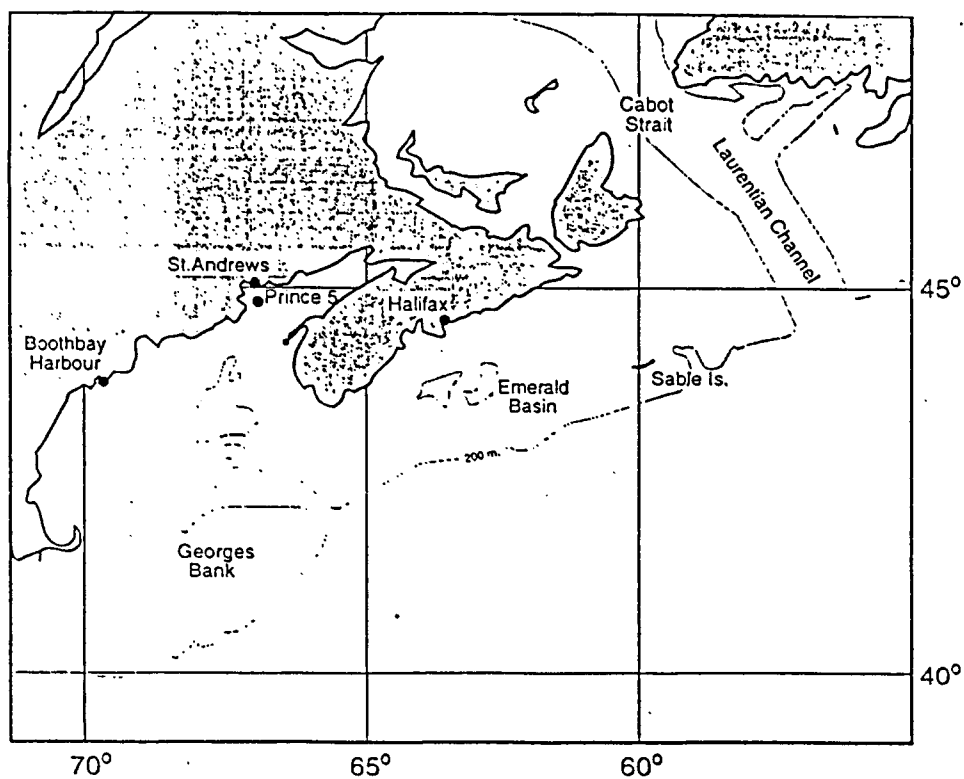 Cabot
Strait
Laurentian Channel
St.Andrews
Prince 5
Halifax
45°
Boothbay
Harbour
Sable Is.
Emerald
Basin
200 m.
Georges
Bank
40°
70°
65°
60°